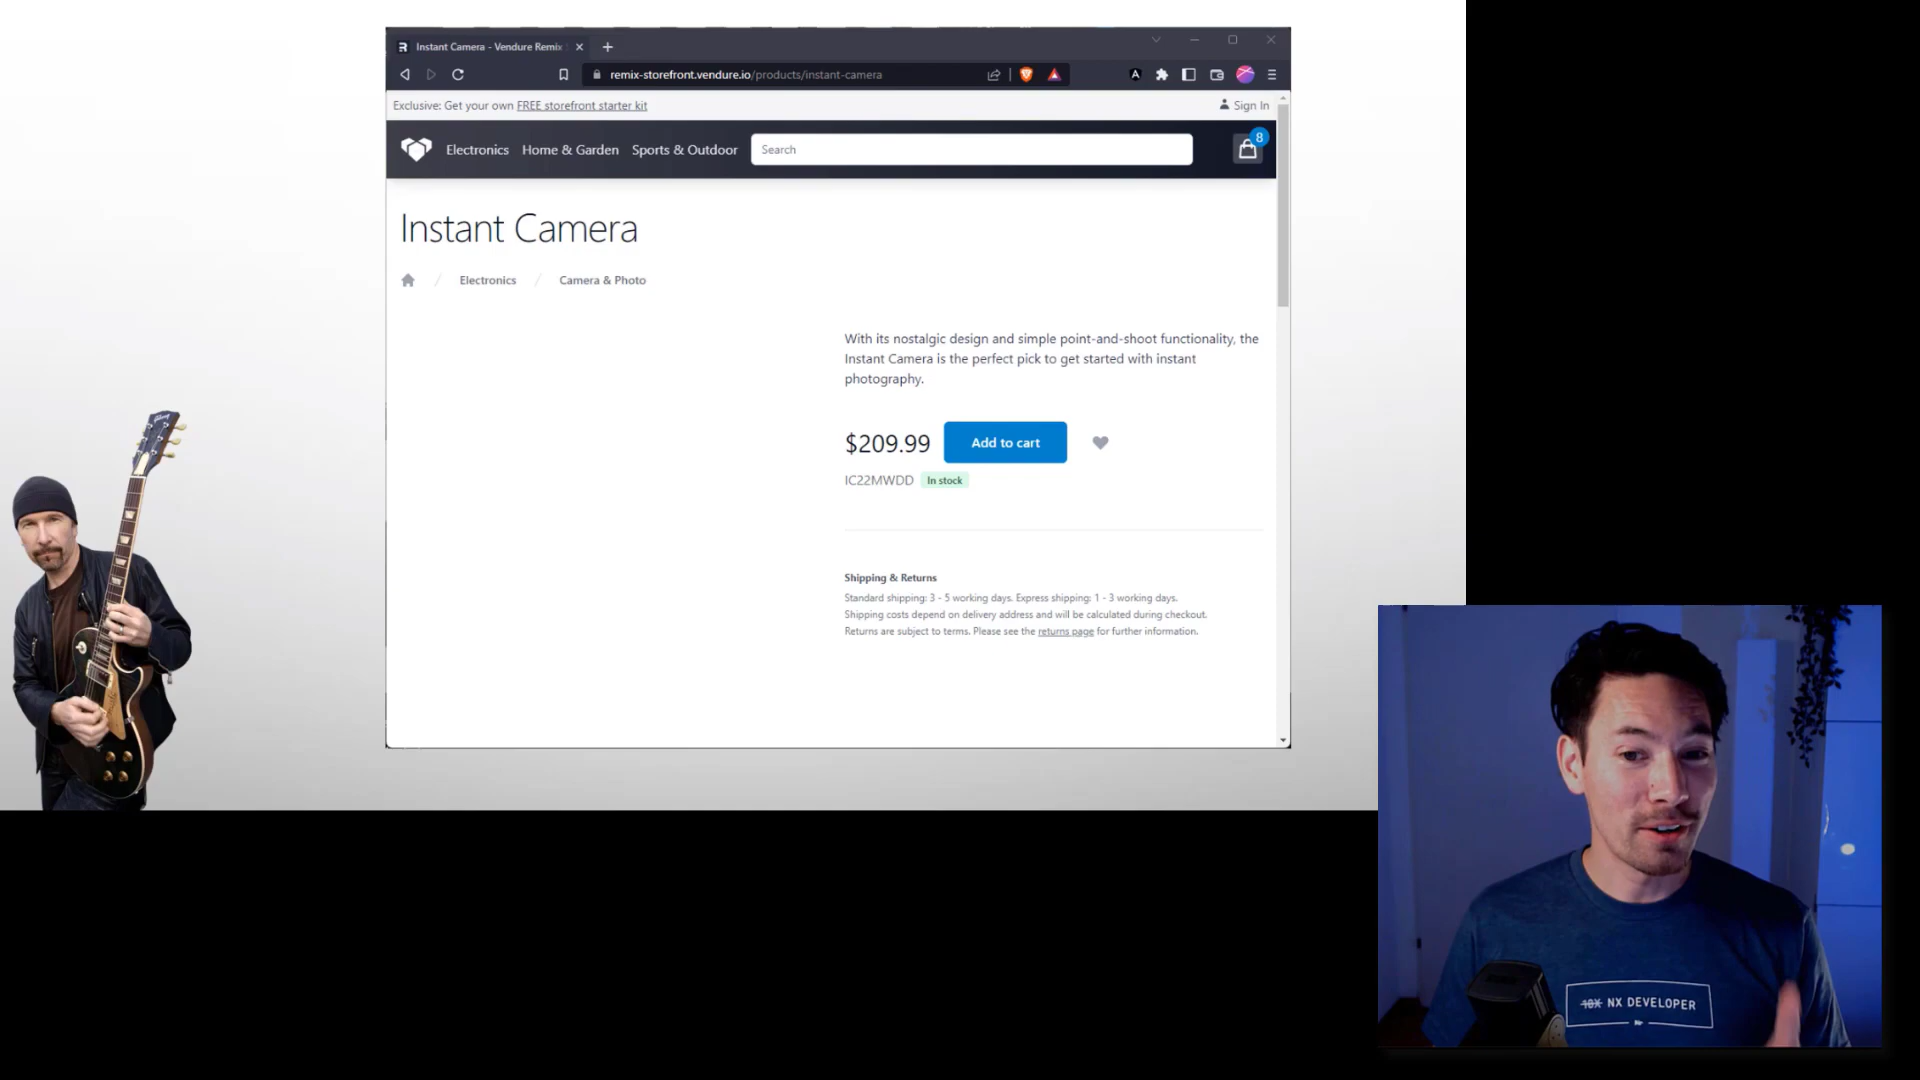 Instant Camera - Vendure Remix
remix-storefront.vendure.io/products/instant-camera
Exclusive: Get your own FREE storefront starter kit
Sign In
Electronics Home & Garden Sports & Outdoor
Search
8
Instant Camera
Electronics / Camera & Photo
With its nostalgic design and simple point-and-shoot functionality, the
Instant Camera is the perfect pick to get started with instant
photography.
$209.99
Add to cart
IC22MWDD In stock
Shipping & Returns
Standard shipping: 3 - 5 working days. Express shipping: 1 - 3 working days.
Shipping costs depend on delivery address and will be calculated during checkout.
Returns are subject to terms. Please see the returns page for further information.
10X NX DEVELOPER